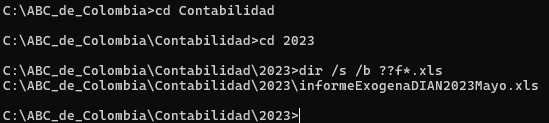 C:\ABC_de_Colombia>cd Contabilidad
C:\ABC_de_Colombia\Contabilidad>cd 2023
C:\ABC_de_Colombia\Contabilidad\2023>dir /s /b ??f*.xls
C:\ABC_de_Colombia\Contabilidad\2023\informeExogenaDIAN2023Mayo.xls
C:\ABC_de_Colombia\Contabilidad\2023>